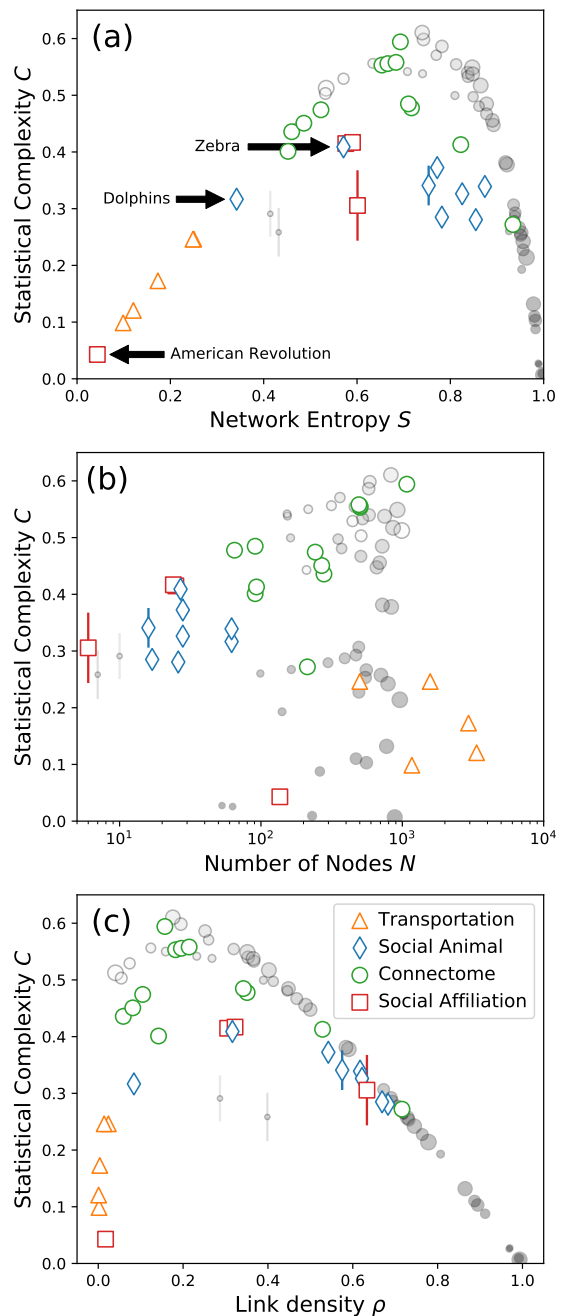 (a)
Statistical Complexity C
0.6
0.5
0.4
0.3
0.2
0.1
0.0
Zebra
Dolphins
American Revolution
0.0 0.2 0.4 0.6 0.8 1.0
Network Entropy S
(b)
Statistical Complexity C
0.6
0.5
0.4
0.3
0.2
0.1
0.0
10¹ 10² 10³ 10⁴
Number of Nodes N
(c)
Statistical Complexity C
0.6
0.5
0.4
0.3
0.2
0.1
0.0
Transportation
Social Animal
Connectome
Social Affiliation
0.0 0.2 0.4 0.6 0.8 1.0
Link density ρ